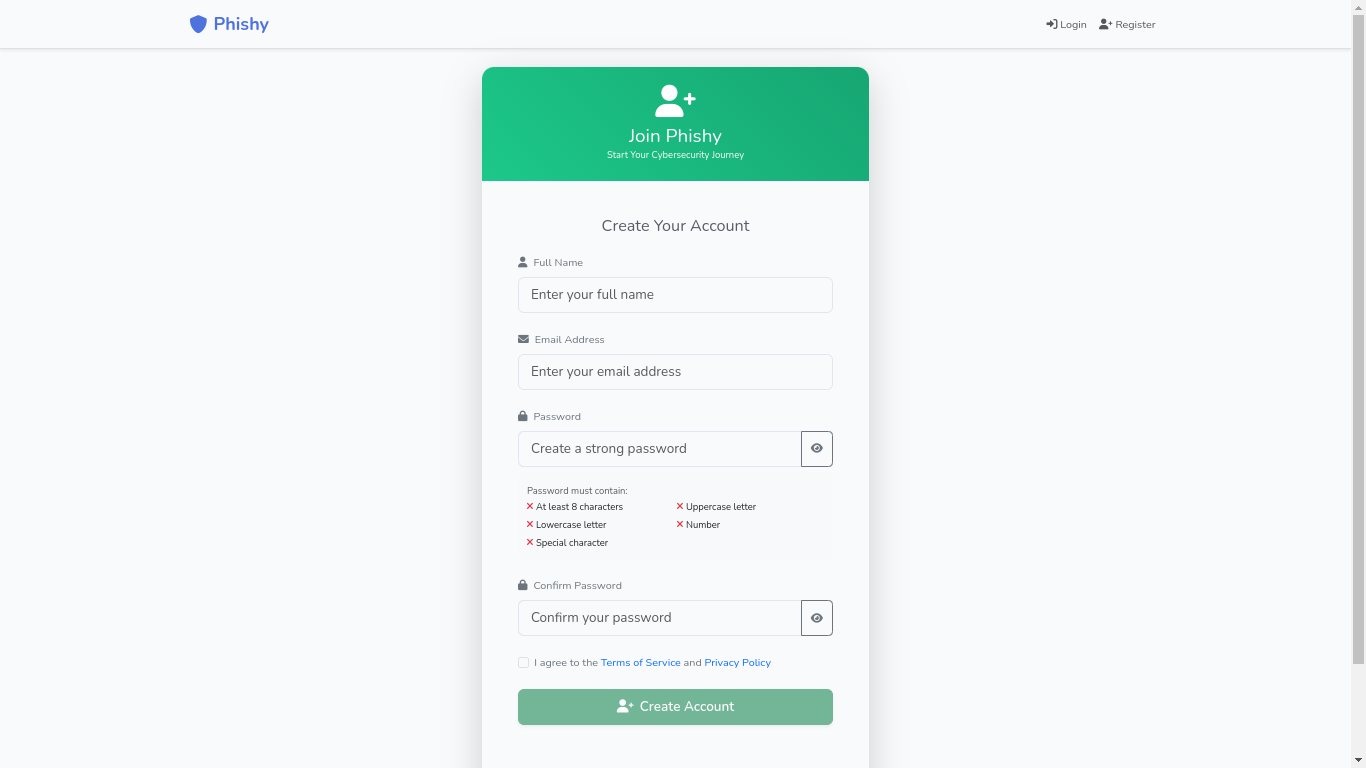 Phishy
Login
Register
Join Phishy
Start Your Cybersecurity Journey
Create Your Account
Full Name
Enter your full name
Email Address
Enter your email address
Password
Create a strong password
Password must contain:
At least 8 characters
Uppercase letter
Lowercase letter
Number
Special character
Confirm Password
Confirm your password
I agree to the Terms of Service and Privacy Policy
Create Account